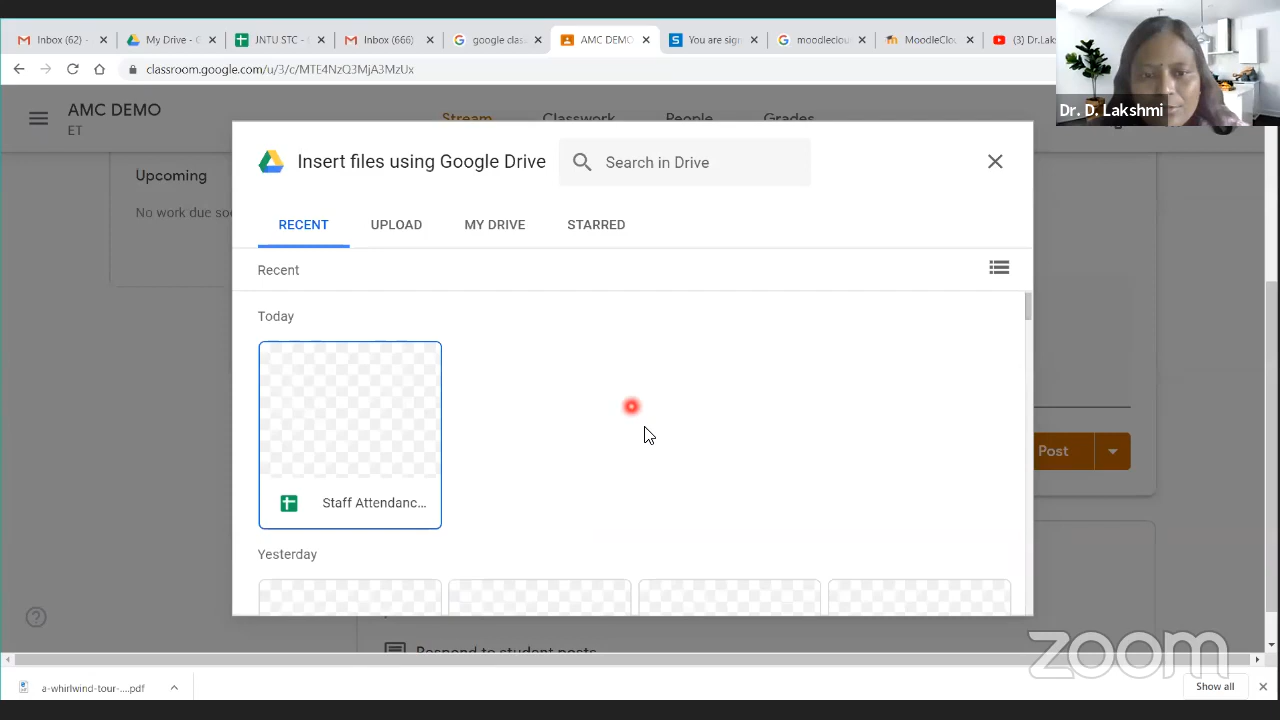 Inbox (62) -
My Drive - G
JNTU STC -
Inbox (666)
google clas
AMC DEMO
You are sig
moodleclou
MoodleClou
(3) Dr.Lak
classroom.google.com/u/3/c/MTE4NzQ3MjA3MzUx
Dr. D. Lakshmi
AMC DEMO
ET
Stream
Classwork
People
Grades
Insert files using Google Drive
Search in Drive
Upcoming
No work due soo
RECENT
UPLOAD
MY DRIVE
STARRED
Recent
Today
Post
Staff Attendanc...
Yesterday
Respond to student posts
zoom
a-whirlwind-tour-....pdf
Show all